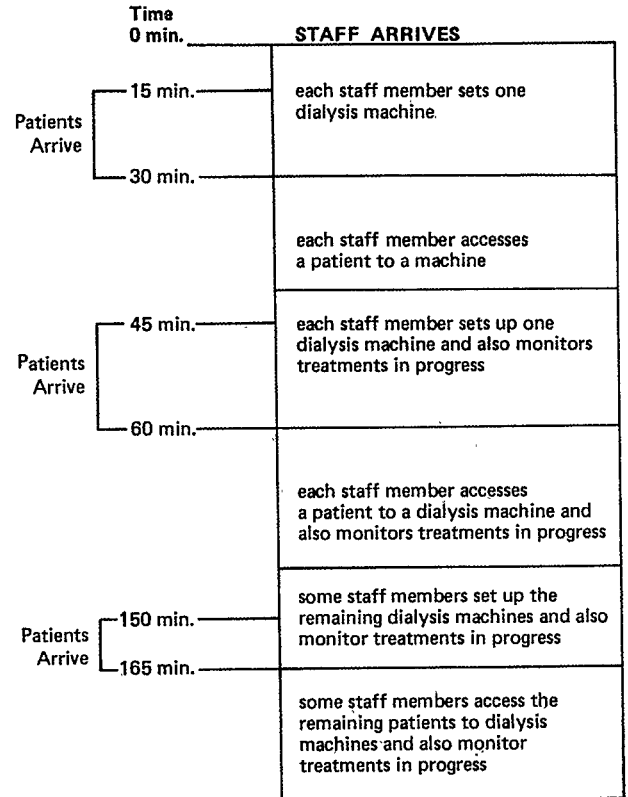 Time
0 min. STAFF ARRIVES
15 min. each staff member sets one
dialysis machine.
Patients
Arrive
30 min.
each staff member accesses
a patient to a machine
45 min. each staff member sets up one
dialysis machine and also monitors
treatments in progress
Patients
Arrive
60 min.
each staff member accesses
a patient to a dialysis machine and
also monitors treatments in progress
some staff members set up the
remaining dialysis machines and also
monitor treatments in progress
150 min.
Patients
Arrive
165 min.
some staff members access the
remaining patients to dialysis
machines and also monitor
treatments in progress